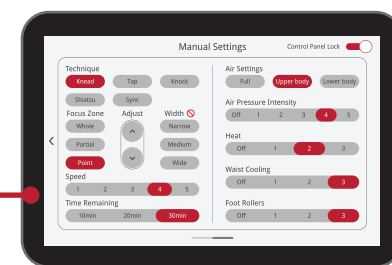 Manual Settings
Control Panel Lock
Technique
Knead Tap Knock
Shiatsu Sync
Focus Zone Adjust Width
Whole Narrow
Partial Medium
Point Wide
Speed
1 2 3 4 5
Time Remaining
10min 20min 30min
Air Settings
Full Upper body Lower body
Air Pressure Intensity
Off 1 2 3 4 5
Heat
Off 1 2 3
Waist Cooling
Off 1 2 3
Foot Rollers
Off 1 2 3